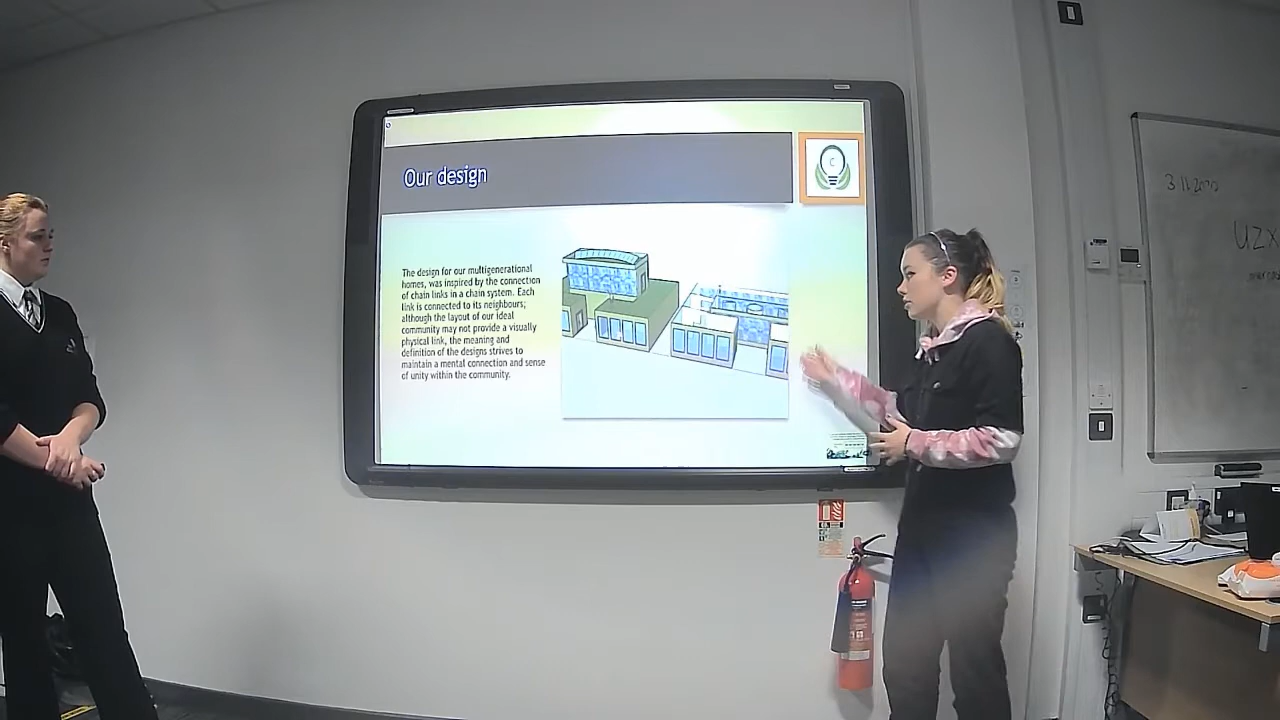 Our design
C
The design for our multigenerational
homes, was inspired by the connection
of chain links in a chain system. Each
link is connected to its neighbours;
although the layout of our ideal
community may not provide a visually
physical link, the meaning and
definition of the designs strives to
maintain a mental connection and sense
of unity within the community.
UZX